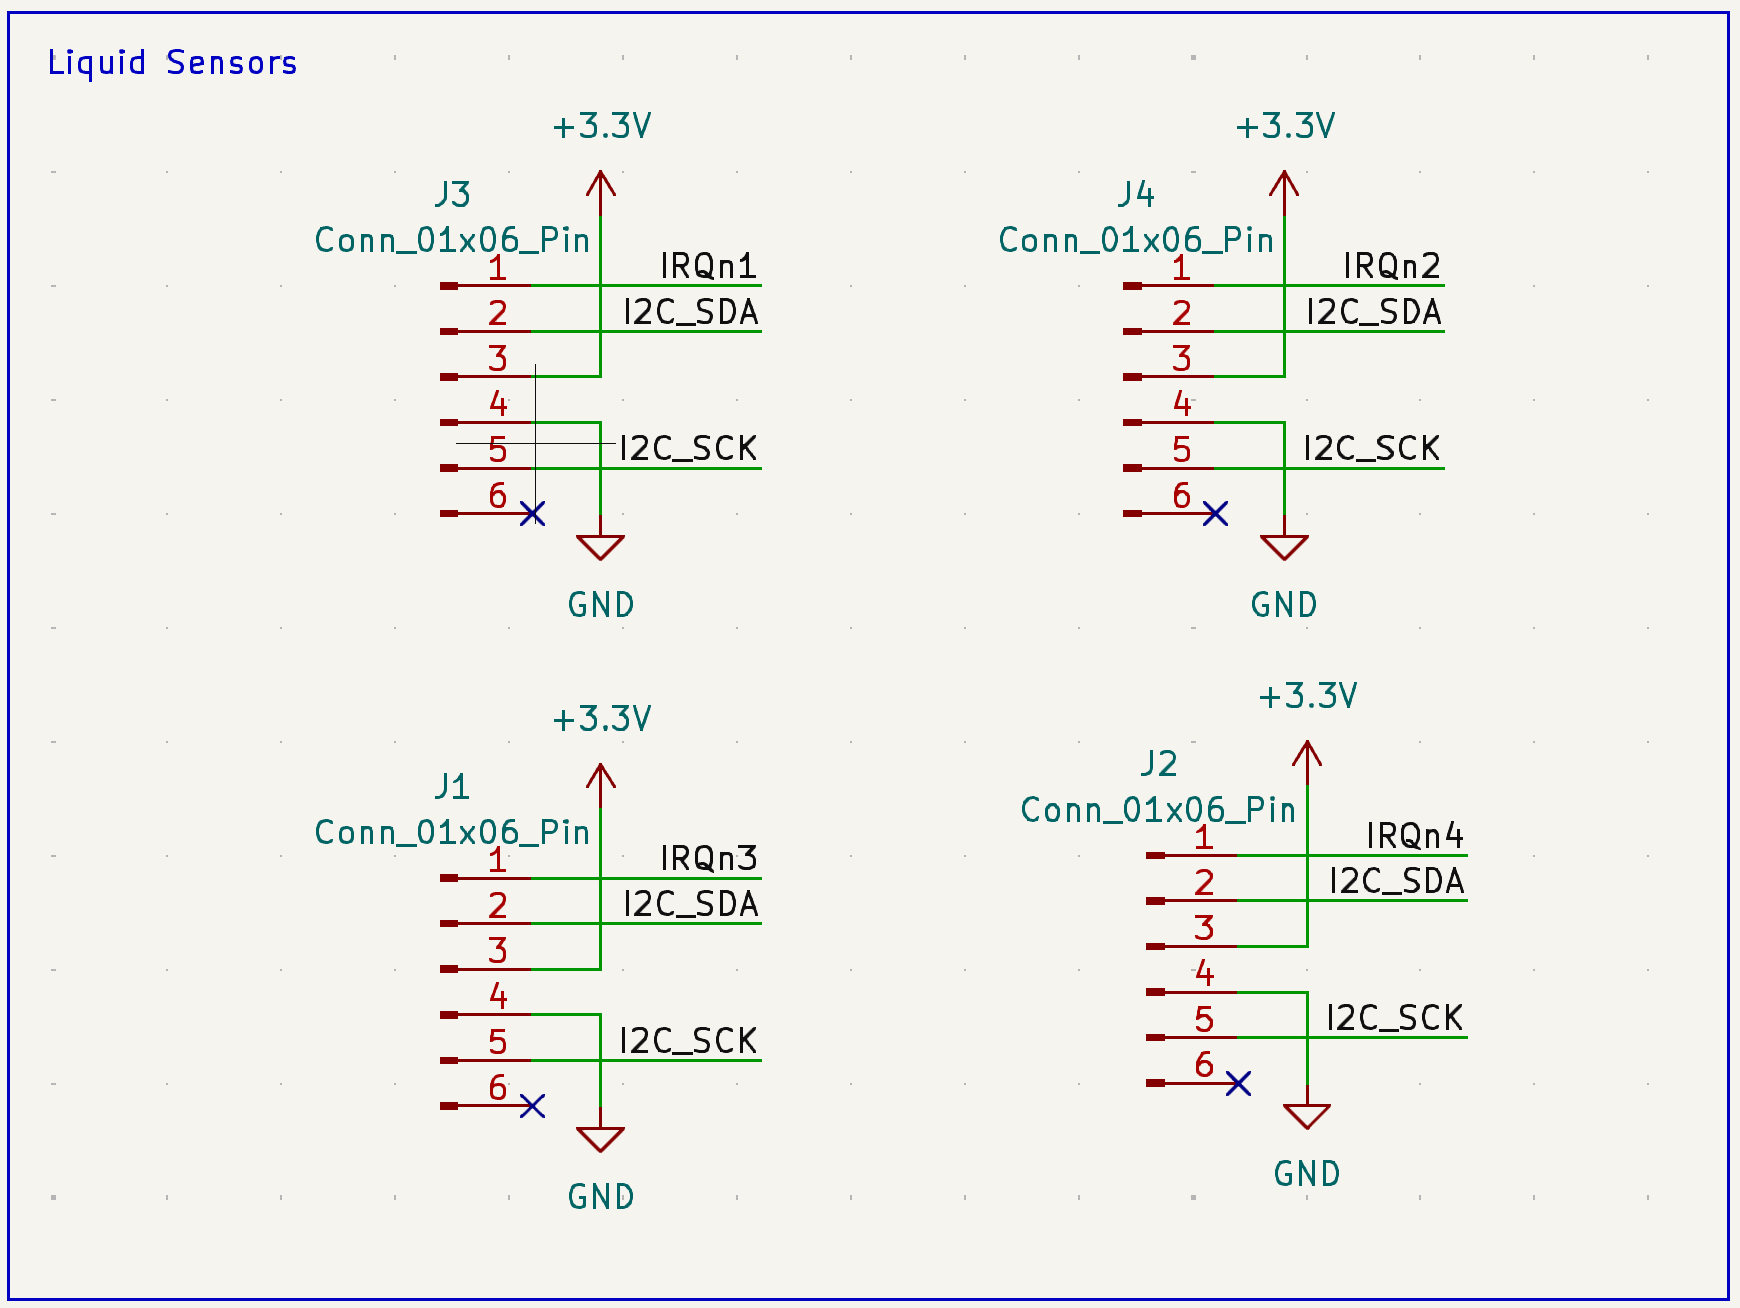 Liquid Sensors
+3.3V
J3
Conn_01x06_Pin
1 IRQn1
2 I2C_SDA
3
4
5 I2C_SCK
6
GND
+3.3V
J4
Conn_01x06_Pin
1 IRQn2
2 I2C_SDA
3
4
5 I2C_SCK
6
GND
+3.3V
J1
Conn_01x06_Pin
1 IRQn3
2 I2C_SDA
3
4
5 I2C_SCK
6
GND
+3.3V
J2
Conn_01x06_Pin
1 IRQn4
2 I2C_SDA
3
4
5 I2C_SCK
6
GND